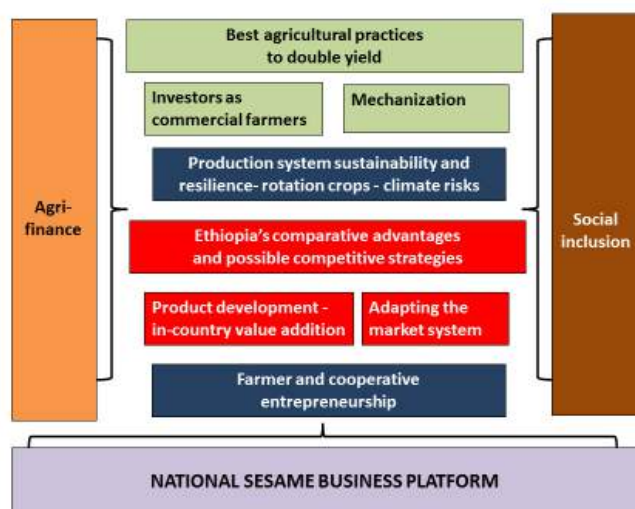 Best agricultural practices
to double yield
Investors as
commercial farmers
Mechanization
Production system sustainability and
resilience- rotation crops - climate risks
Agri-
finance
Ethiopia's comparative advantages
and possible competitive strategies
Social
inclusion
Product development -
in-country value addition
Adapting the
market system
Farmer and cooperative
entrepreneurship
NATIONAL SESAME BUSINESS PLATFORM